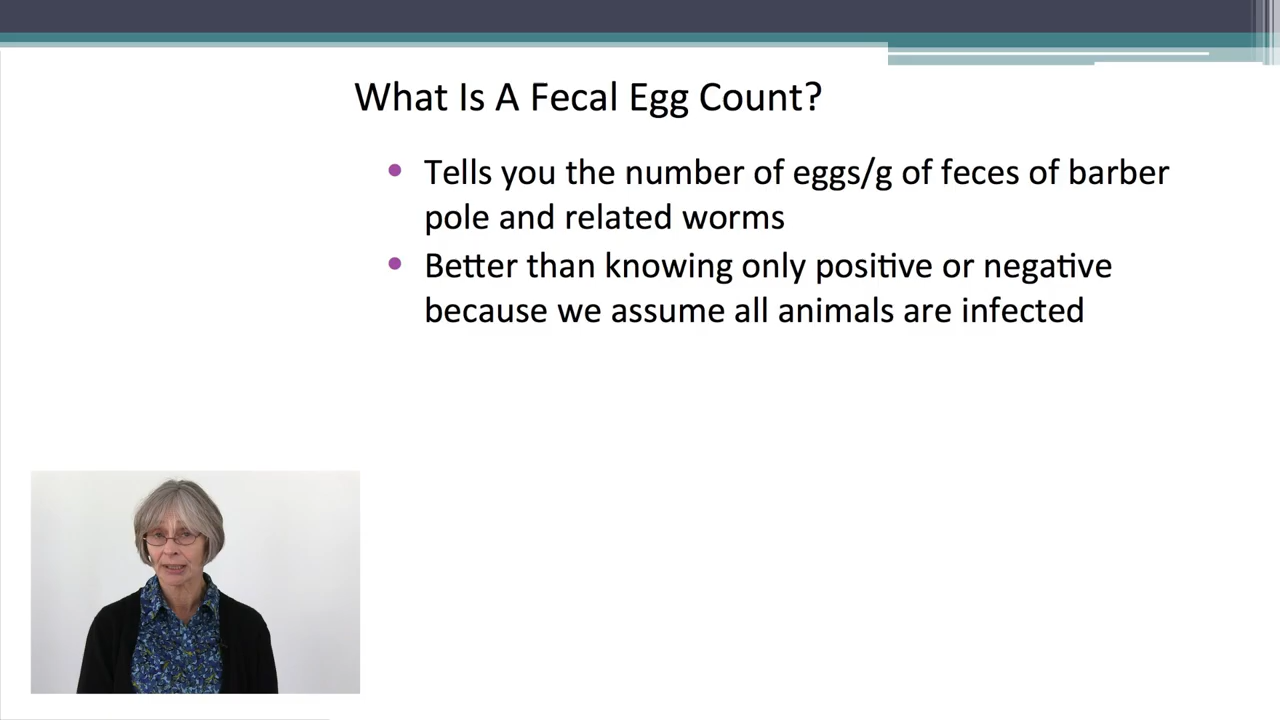 What Is A Fecal Egg Count?
• Tells you the number of eggs/g of feces of barber
pole and related worms
• Better than knowing only positive or negative
because we assume all animals are infected